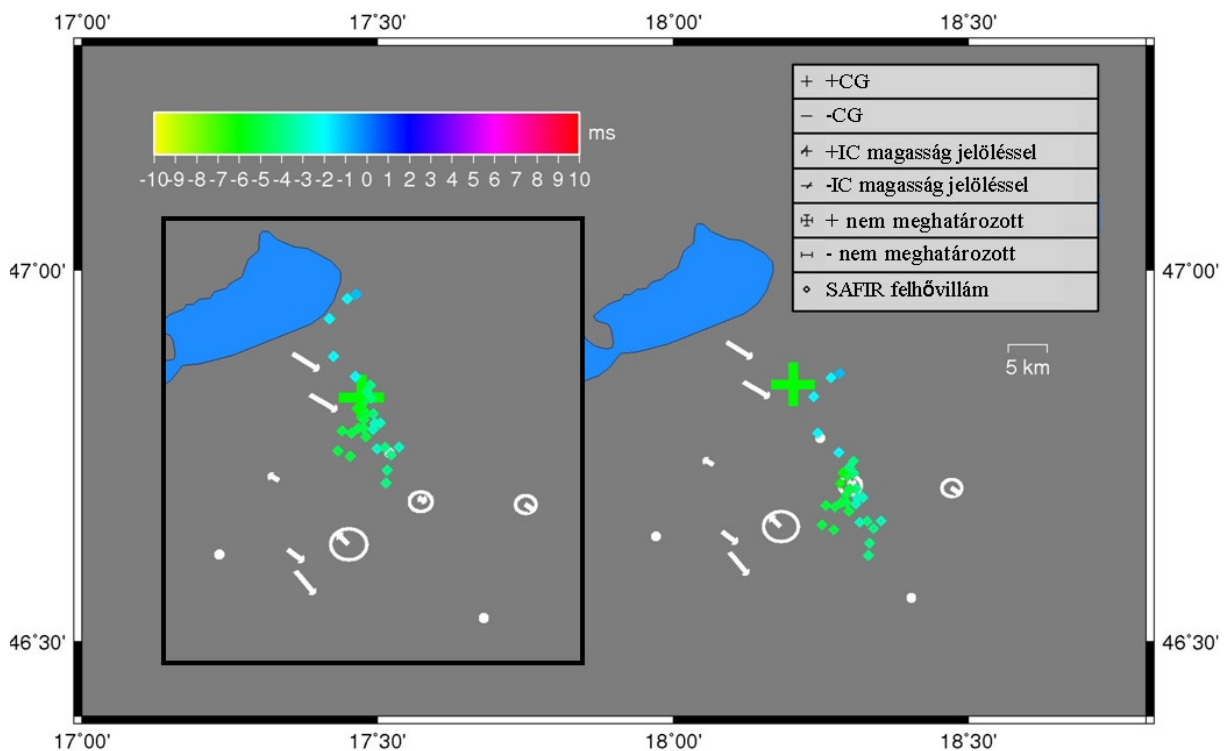 17°00' 17°30' 18°00' 18°30'
+CG
-CG
+IC magasság jelöléssel
-IC magasság jelöléssel
+ nem meghatározott
- nem meghatározott
SAFIR felhővillám
ms
-10 -9 -8 -7 -6 -5 -4 -3 -2 -1 0 1 2 3 4 5 6 7 8 9 10
47°00' 47°00'
5 km
46°30' 46°30'
17°00' 17°30' 18°00' 18°30'